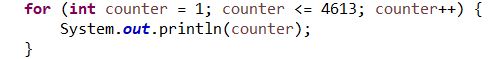 for (int counter = 1; counter <= 4613; counter++) {
    System.out.println(counter);
}